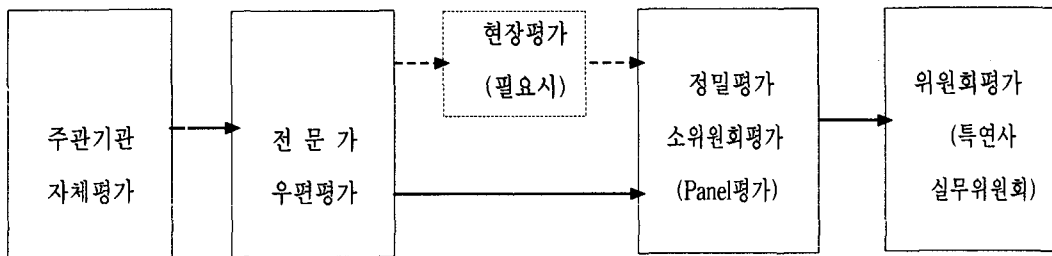 주관기관
자체평가
전 문 가
우편평가
현장평가
(필요시)
정밀평가
소위원회평가
(Panel평가)
위원회평가
(특연사
실무위원회)